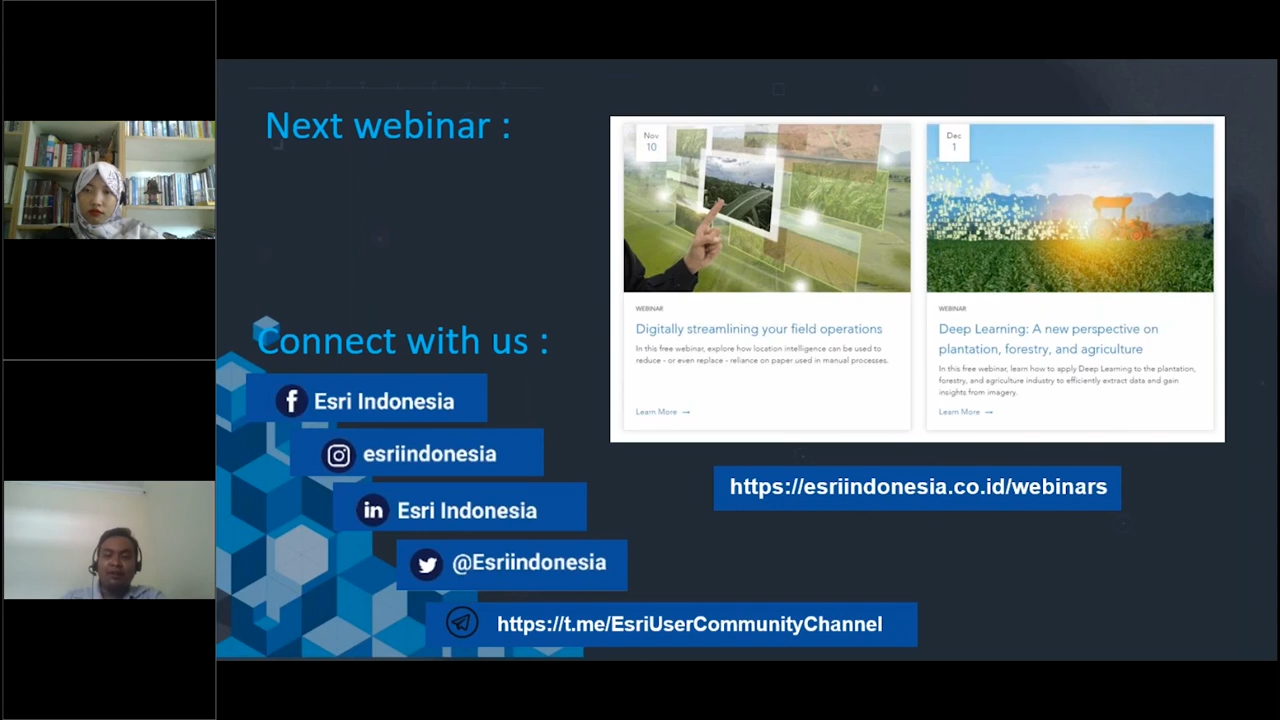 Next webinar :
Nov
10
WEBINAR
Digitally streamlining your field operations
In this free webinar, explore how location intelligence can be used to
reduce - or even replace - reliance on paper used in manual processes.
Learn More →
Dec
1
WEBINAR
Deep Learning: A new perspective on
plantation, forestry, and agriculture
In this free webinar, learn how to apply Deep Learning to the plantation,
forestry, and agriculture industry to efficiently extract data and gain
insights from imagery.
Learn More →
https://esriindonesia.co.id/webinars
Connect with us :
Esri Indonesia
esriindonesia
Esri Indonesia
@Esriindonesia
https://t.me/EsriUserCommunityChannel